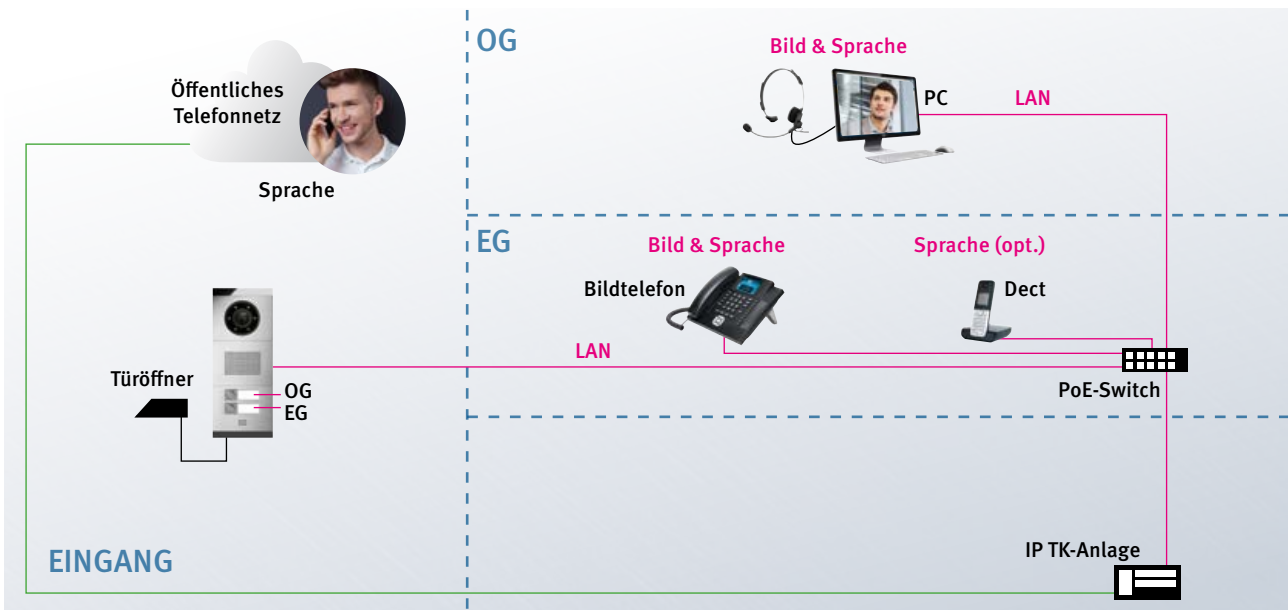 Öffentliches
Telefonnetz
Sprache
OG
Bild & Sprache
PC
LAN
EG
Bild & Sprache
Sprache (opt.)
Bildtelefon
Dect
LAN
Türöffner
OG
EG
PoE-Switch
EINGANG
IP TK-Anlage